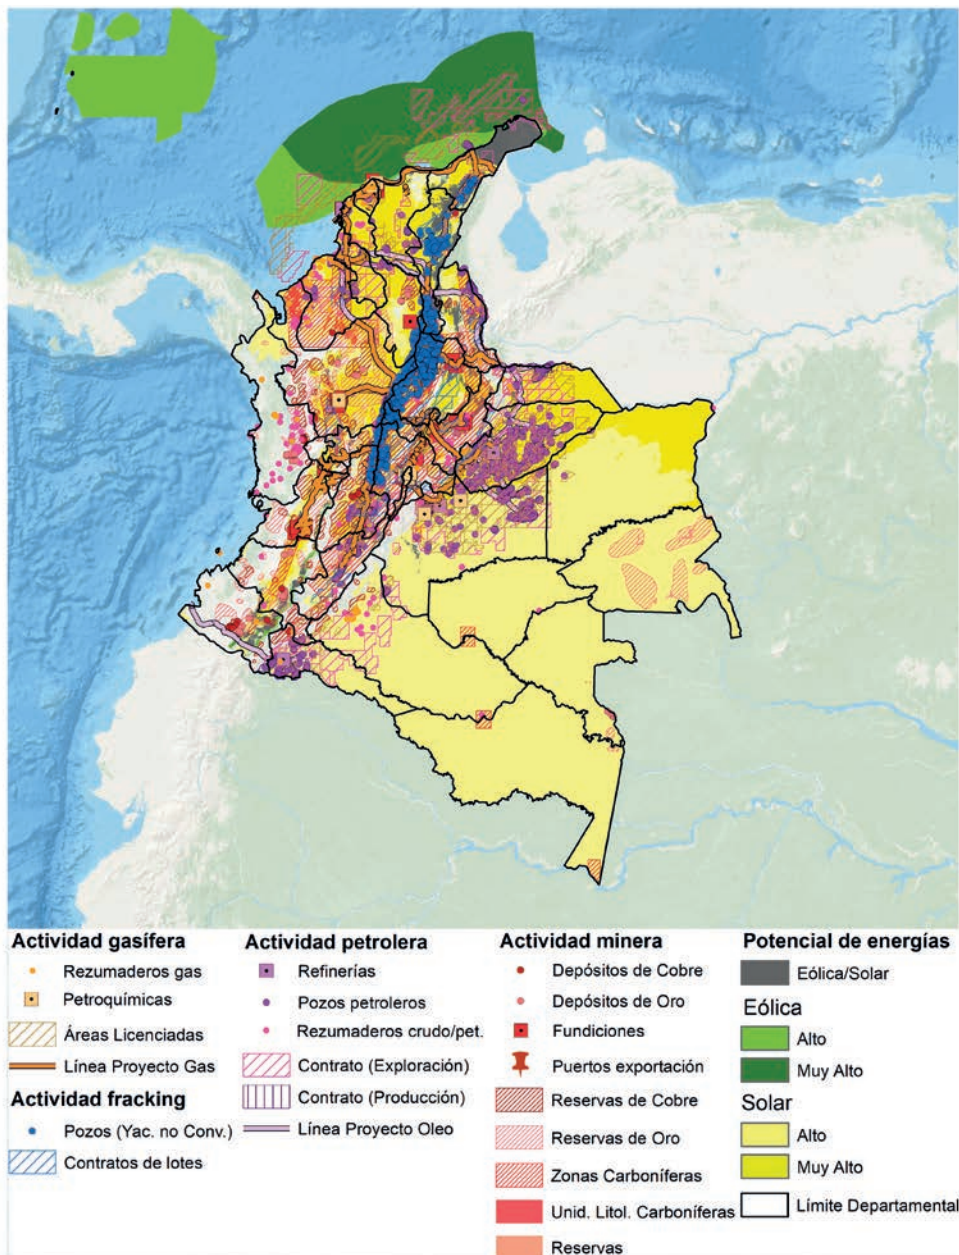 Actividad gasífera
Rezumaderos gas
Petroquímicas
Áreas Licenciadas
Línea Proyecto Gas
Actividad fracking
Pozos (Yac. no Conv.)
Contratos de lotes
Actividad petrolera
Refinerías
Pozos petroleros
Rezumaderos crudo/pet.
Contrato (Exploración)
Contrato (Producción)
Línea Proyecto Oleo
Actividad minera
Depósitos de Cobre
Depósitos de Oro
Fundiciones
Puertos exportación
Reservas de Cobre
Reservas de Oro
Zonas Carboníferas
Unid. Litol. Carboníferas
Reservas
Potencial de energías
Eólica/Solar
Eólica
Alto
Muy Alto
Solar
Alto
Muy Alto
Límite Departamental